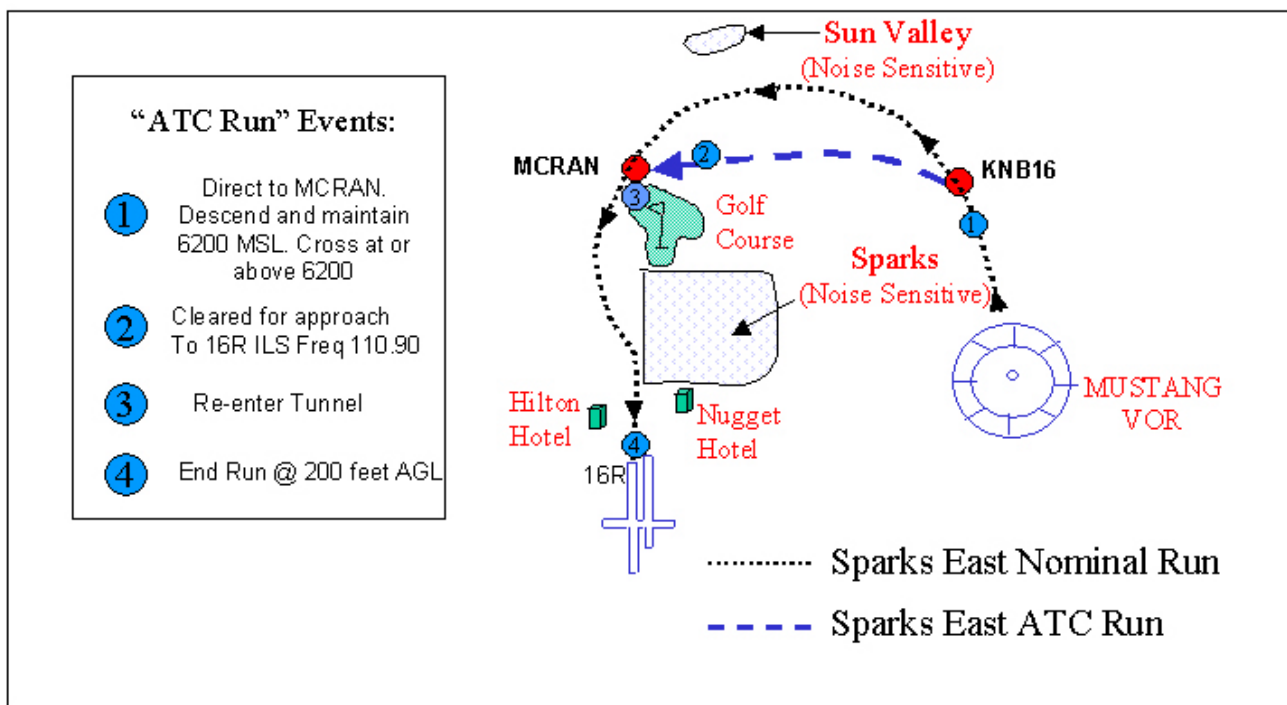 “ATC Run” Events:
1
Direct to MCRAN.
Descend and maintain
6200 MSL. Cross at or
above 6200
2
Cleared for approach
To 16R ILS Freq 110.90
3
Re-enter Tunnel
4
End Run @ 200 feet AGL
Sun Valley
(Noise Sensitive)
MCRAN
2
KNB16
3
1
Golf
Course
Sparks
(Noise Sensitive)
MUSTANG
VOR
Hilton
Hotel
Nugget
Hotel
4
16R
Sparks East Nominal Run
Sparks East ATC Run